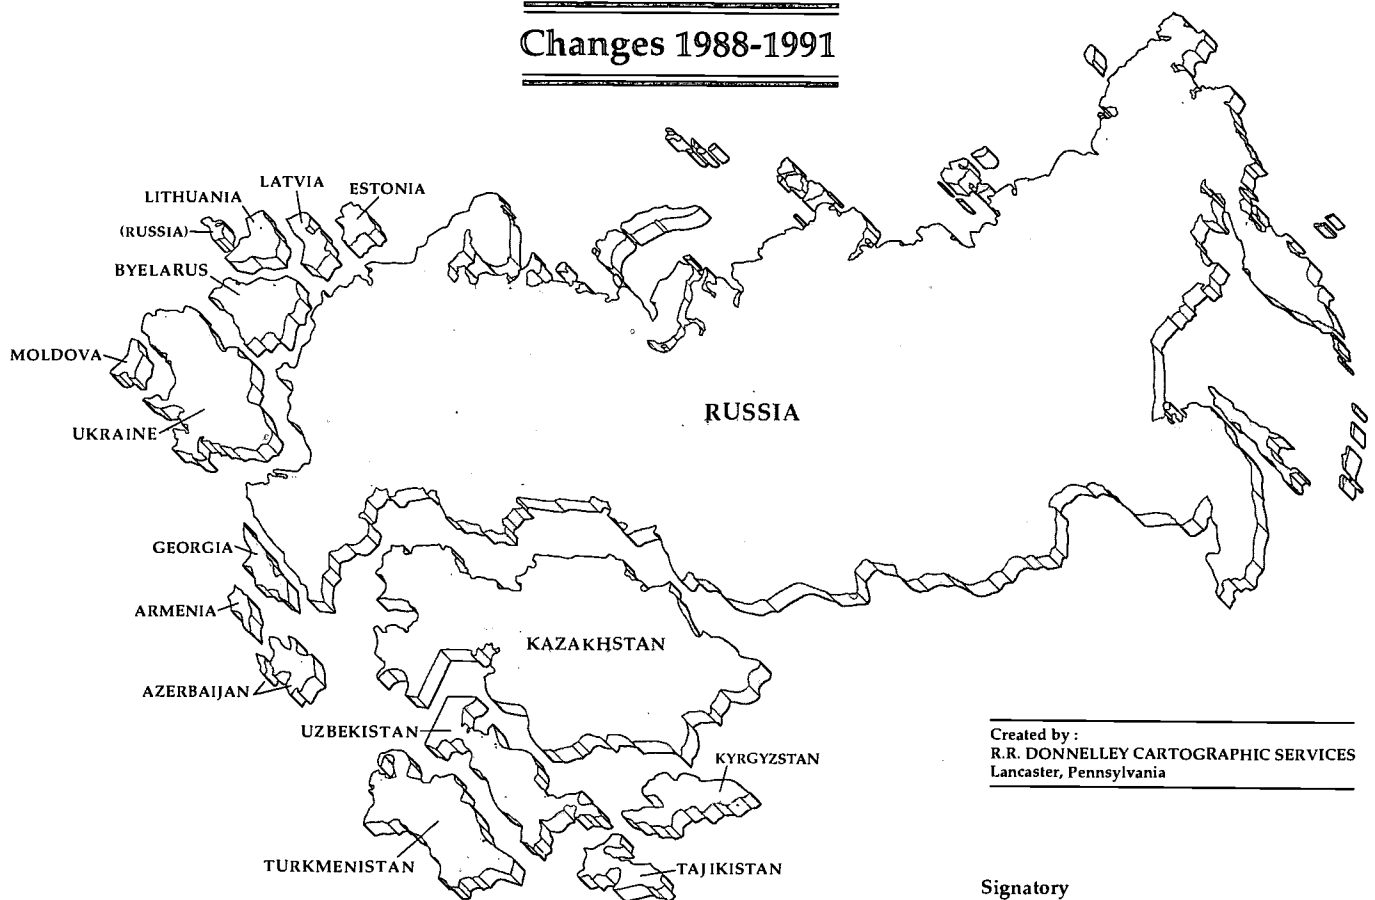 Changes 1988-1991
LATVIA
LITHUANIA
ESTONIA
(RUSSIA)
BYELARUS
MOLDOVA
RUSSIA
UKRAINE
GEORGIA
ARMENIA
KAZAKHSTAN
AZERBAIJAN
UZBEKISTAN
Created by :
R.R. DONNELLEY CARTOGRAPHIC SERVICES
Lancaster, Pennsylvania
KYRGYZSTAN
TURKMENISTAN
TAJIKISTAN
Signatory